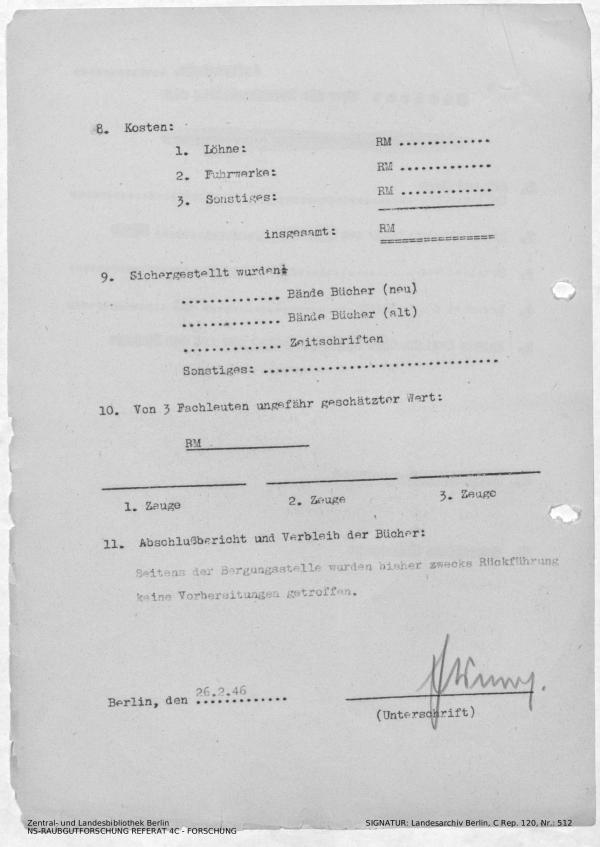 8. Kosten:
1. Löhne: RM .............
2. Fuhrwerke: RM .............
3. Sonstiges: RM .............
insgesamt: RM
================
9. Sichergestellt wurden:
............. Bände Bücher (neu)
............. Bände Bücher (alt)
............. Zeitschriften
Sonstiges: ...............................
10. Von 3 Fachleuten ungefähr geschätzter Wert:
RM
1. Zeuge 2. Zeuge 3. Zeuge
11. Abschlußbericht und Verbleib der Bücher:
Seitens der Bergungsstelle wurden bisher zwecks Rückführung
keine Vorbereitungen getroffen.
Berlin, den 26.2.46
(Unterschrift)
Zentral- und Landesbibliothek Berlin
NS-RAUBGUTFORSCHUNG REFERAT 4C - FORSCHUNG
SIGNATUR: Landesarchiv Berlin, C Rep. 120, Nr.: 512